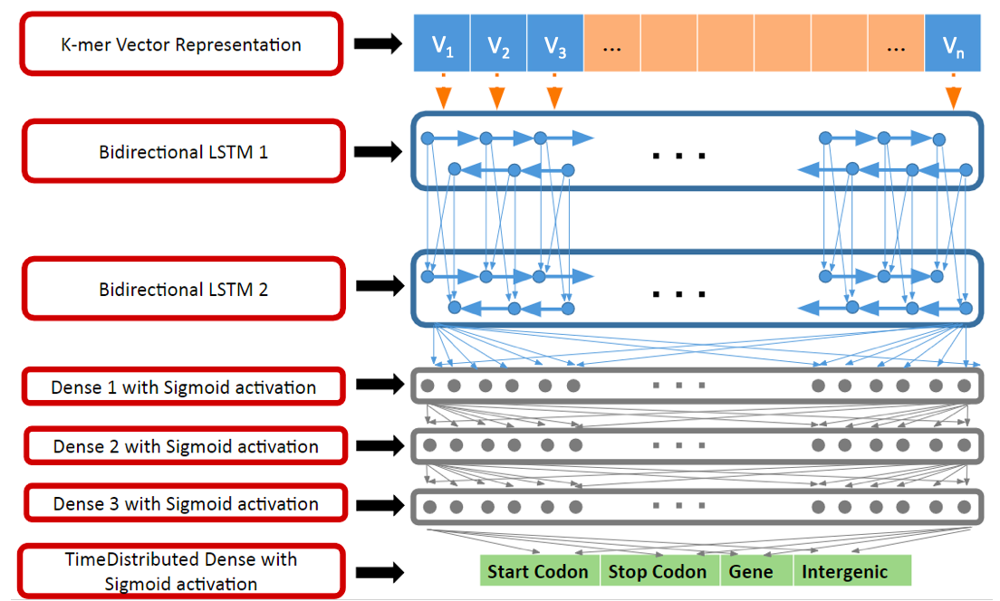 K-mer Vector Representation
V1 V2 V3 ... ... Vn
Bidirectional LSTM 1
. . .
Bidirectional LSTM 2
. . .
Dense 1 with Sigmoid activation
. . .
Dense 2 with Sigmoid activation
. . .
Dense 3 with Sigmoid activation
. . .
TimeDistributed Dense with
Sigmoid activation
Start Codon Stop Codon Gene Intergenic